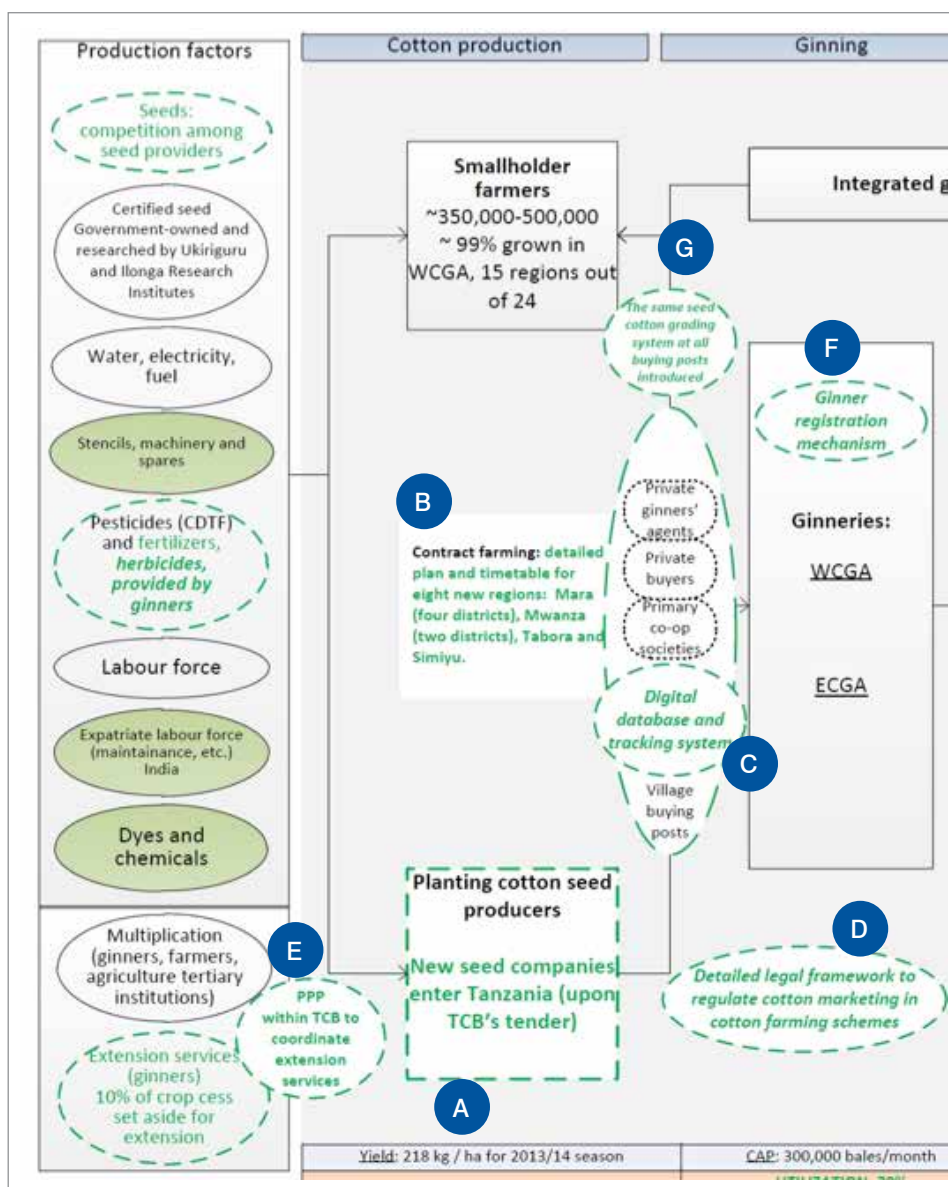 Production factors
Seeds:
competition among
seed providers
Certified seed
Government-owned and
researched by Ukiriguru
and Ilonga Research
Institutes
Water, electricity,
fuel
Stencils, machinery and
spares
Pesticides (CDTF)
and fertilizers,
herbicides,
provided by
ginners
Labour force
Expatriate labour force
(maintainance, etc.)
India
Dyes and
chemicals
Multiplication
(ginners, farmers,
agriculture tertiary
institutions)
Extension services
(ginners)
10% of crop cess
set aside for
extension
E
PPP
within TCB to
coordinate
extension
services
Cotton production
Smallholder
farmers
~350,000-500,000
~ 99% grown in
WCGA, 15 regions out
of 24
G
The same seed
cotton grading
system at all
buying posts
introduced
B
Contract farming: detailed
plan and timetable for
eight new regions: Mara
(four districts), Mwanza
(two districts), Tabora and
Simiyu.
Private
ginners'
agents
Private
buyers
Primary
co-op
societies
Digital
database and
tracking system
C
Village
buying
posts
Planting cotton seed
producers
New seed companies
enter Tanzania (upon
TCB's tender)
A
Yield: 218 kg / ha for 2013/14 season
Ginning
Integrated g
F
Ginner
registration
mechanism
Ginneries:
WCGA
ECGA
D
Detailed legal framework to
regulate cotton marketing in
cotton farming schemes
CAP: 300,000 bales/month